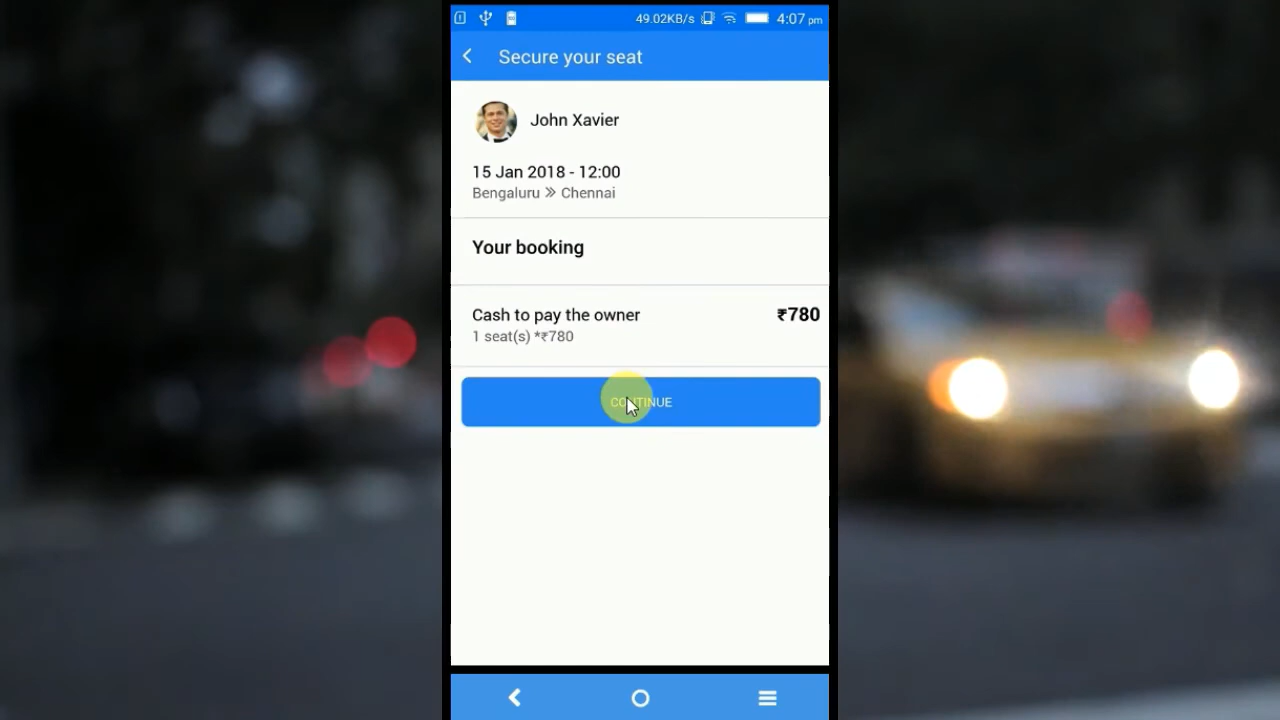 49.02KB/s 4:07 pm
Secure your seat
John Xavier
15 Jan 2018 - 12:00
Bengaluru » Chennai
Your booking
Cash to pay the owner ₹780
1 seat(s) *₹780
CONTINUE